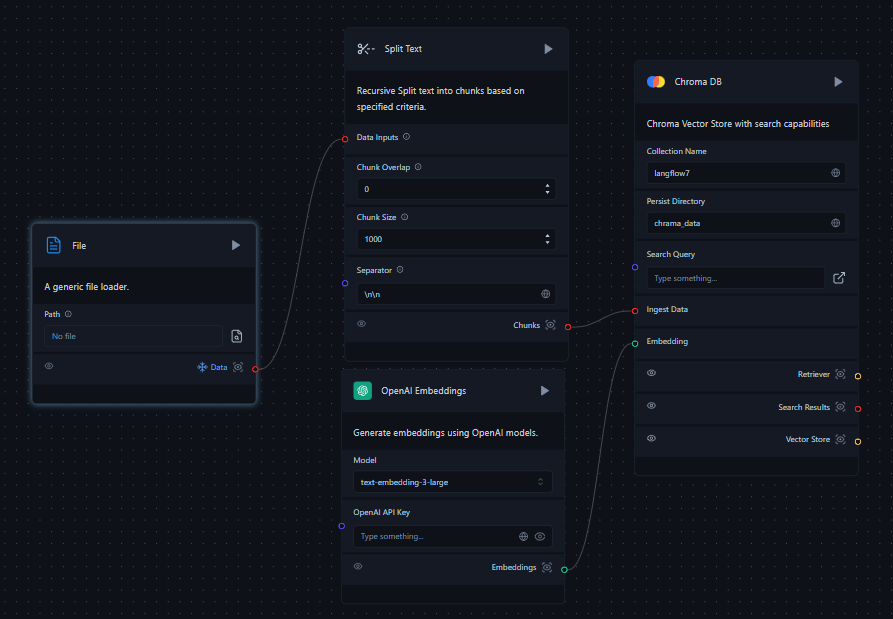 File
A generic file loader.
Path
No file
Data
Split Text
Recursive Split text into chunks based on
specified criteria.
Data Inputs
Chunk Overlap
0
Chunk Size
1000
Separator
\n\n
Chunks
OpenAI Embeddings
Generate embeddings using OpenAI models.
Model
text-embedding-3-large
OpenAI API Key
Type something...
Embeddings
Chroma DB
Chroma Vector Store with search capabilities
Collection Name
langflow7
Persist Directory
chrama_data
Search Query
Type something...
Ingest Data
Embedding
Retriever
Search Results
Vector Store